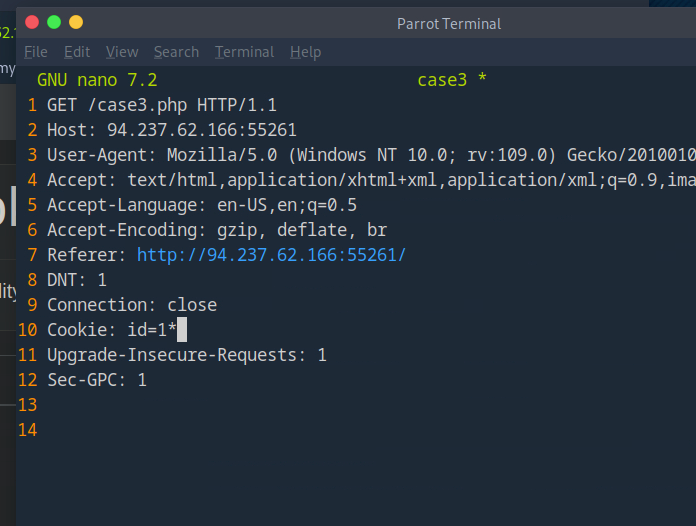 Parrot Terminal
File Edit View Search Terminal Help
GNU nano 7.2 case3 *
1 GET /case3.php HTTP/1.1
2 Host: 94.237.62.166:55261
3 User-Agent: Mozilla/5.0 (Windows NT 10.0; rv:109.0) Gecko/2010010
4 Accept: text/html,application/xhtml+xml,application/xml;q=0.9,ima
5 Accept-Language: en-US,en;q=0.5
6 Accept-Encoding: gzip, deflate, br
7 Referer: http://94.237.62.166:55261/
8 DNT: 1
9 Connection: close
10 Cookie: id=1*
11 Upgrade-Insecure-Requests: 1
12 Sec-GPC: 1
13
14